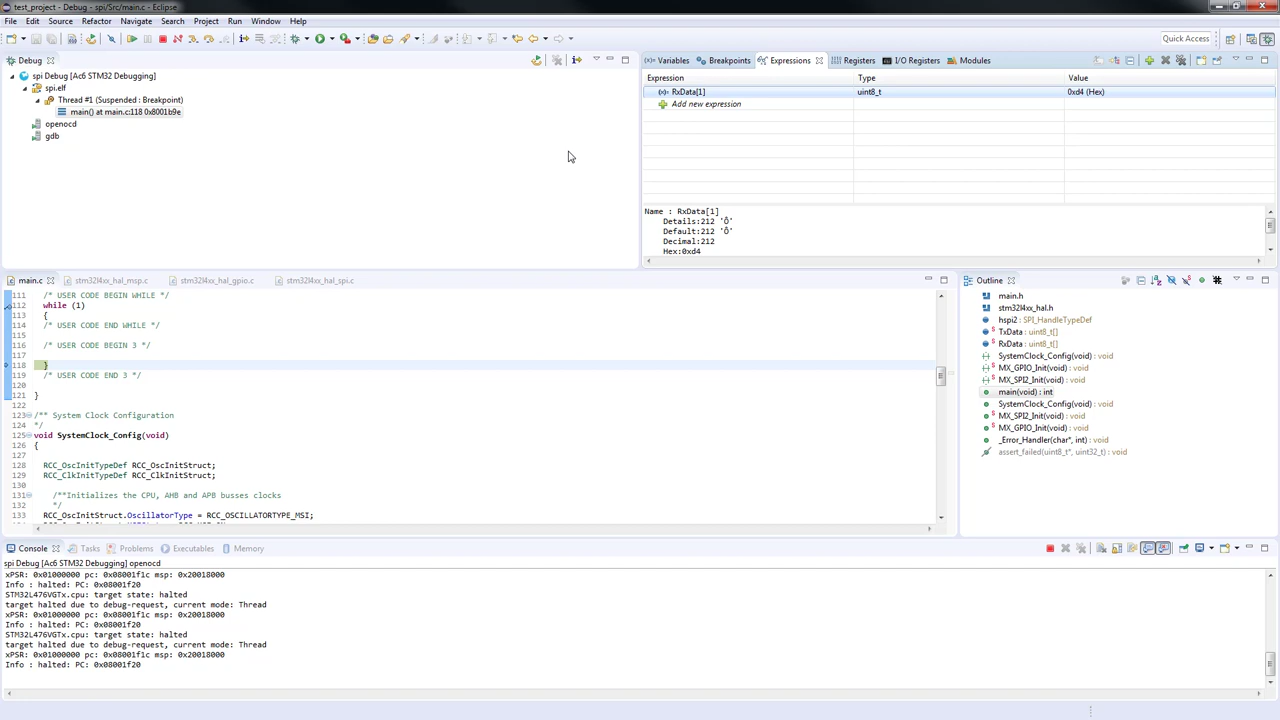 test_project - Debug - spi/Src/main.c - Eclipse
File Edit Source Refactor Navigate Search Project Run Window Help
Quick Access
Debug
spi Debug [Ac6 STM32 Debugging]
spi.elf
Thread #1 (Suspended : Breakpoint)
main() at main.c:118 0x8001b9e
openocd
gdb
Variables Breakpoints Expressions Registers I/O Registers Modules
Expression Type Value
RxData[1] uint8_t 0xd4 (Hex)
Add new expression
Name : RxData[1]
Details:212 'Ô'
Default:212 'Ô'
Decimal:212
Hex:0xd4
main.c stm32l4xx_hal_msp.c stm32l4xx_hal_gpio.c stm32l4xx_hal_spi.c
111 /* USER CODE BEGIN WHILE */
112 while (1)
113 {
114 /* USER CODE END WHILE */
115
116 /* USER CODE BEGIN 3 */
117
118 }
119 /* USER CODE END 3 */
120
121 }
122
123 /** System Clock Configuration
124 */
125 void SystemClock_Config(void)
126 {
127
128 RCC_OscInitTypeDef RCC_OscInitStruct;
129 RCC_ClkInitTypeDef RCC_ClkInitStruct;
130
131 /**Initializes the CPU, AHB and APB busses clocks
132 */
133 RCC_OscInitStruct.OscillatorType = RCC_OSCILLATORTYPE_MSI;
Outline
main.h
stm32l4xx_hal.h
hspi2 : SPI_HandleTypeDef
TxData : uint8_t[]
RxData : uint8_t[]
SystemClock_Config(void) : void
MX_GPIO_Init(void) : void
MX_SPI2_Init(void) : void
main(void) : int
SystemClock_Config(void) : void
MX_SPI2_Init(void) : void
MX_GPIO_Init(void) : void
_Error_Handler(char*, int) : void
assert_failed(uint8_t*, uint32_t) : void
Console Tasks Problems Executables Memory
spi Debug [Ac6 STM32 Debugging] openocd
xPSR: 0x01000000 pc: 0x08001f1c msp: 0x20018000
Info : halted: PC: 0x08001f20
STM32L476VGTx.cpu: target state: halted
target halted due to debug-request, current mode: Thread
xPSR: 0x01000000 pc: 0x08001f1c msp: 0x20018000
Info : halted: PC: 0x08001f20
STM32L476VGTx.cpu: target state: halted
target halted due to debug-request, current mode: Thread
xPSR: 0x01000000 pc: 0x08001f1c msp: 0x20018000
Info : halted: PC: 0x08001f20